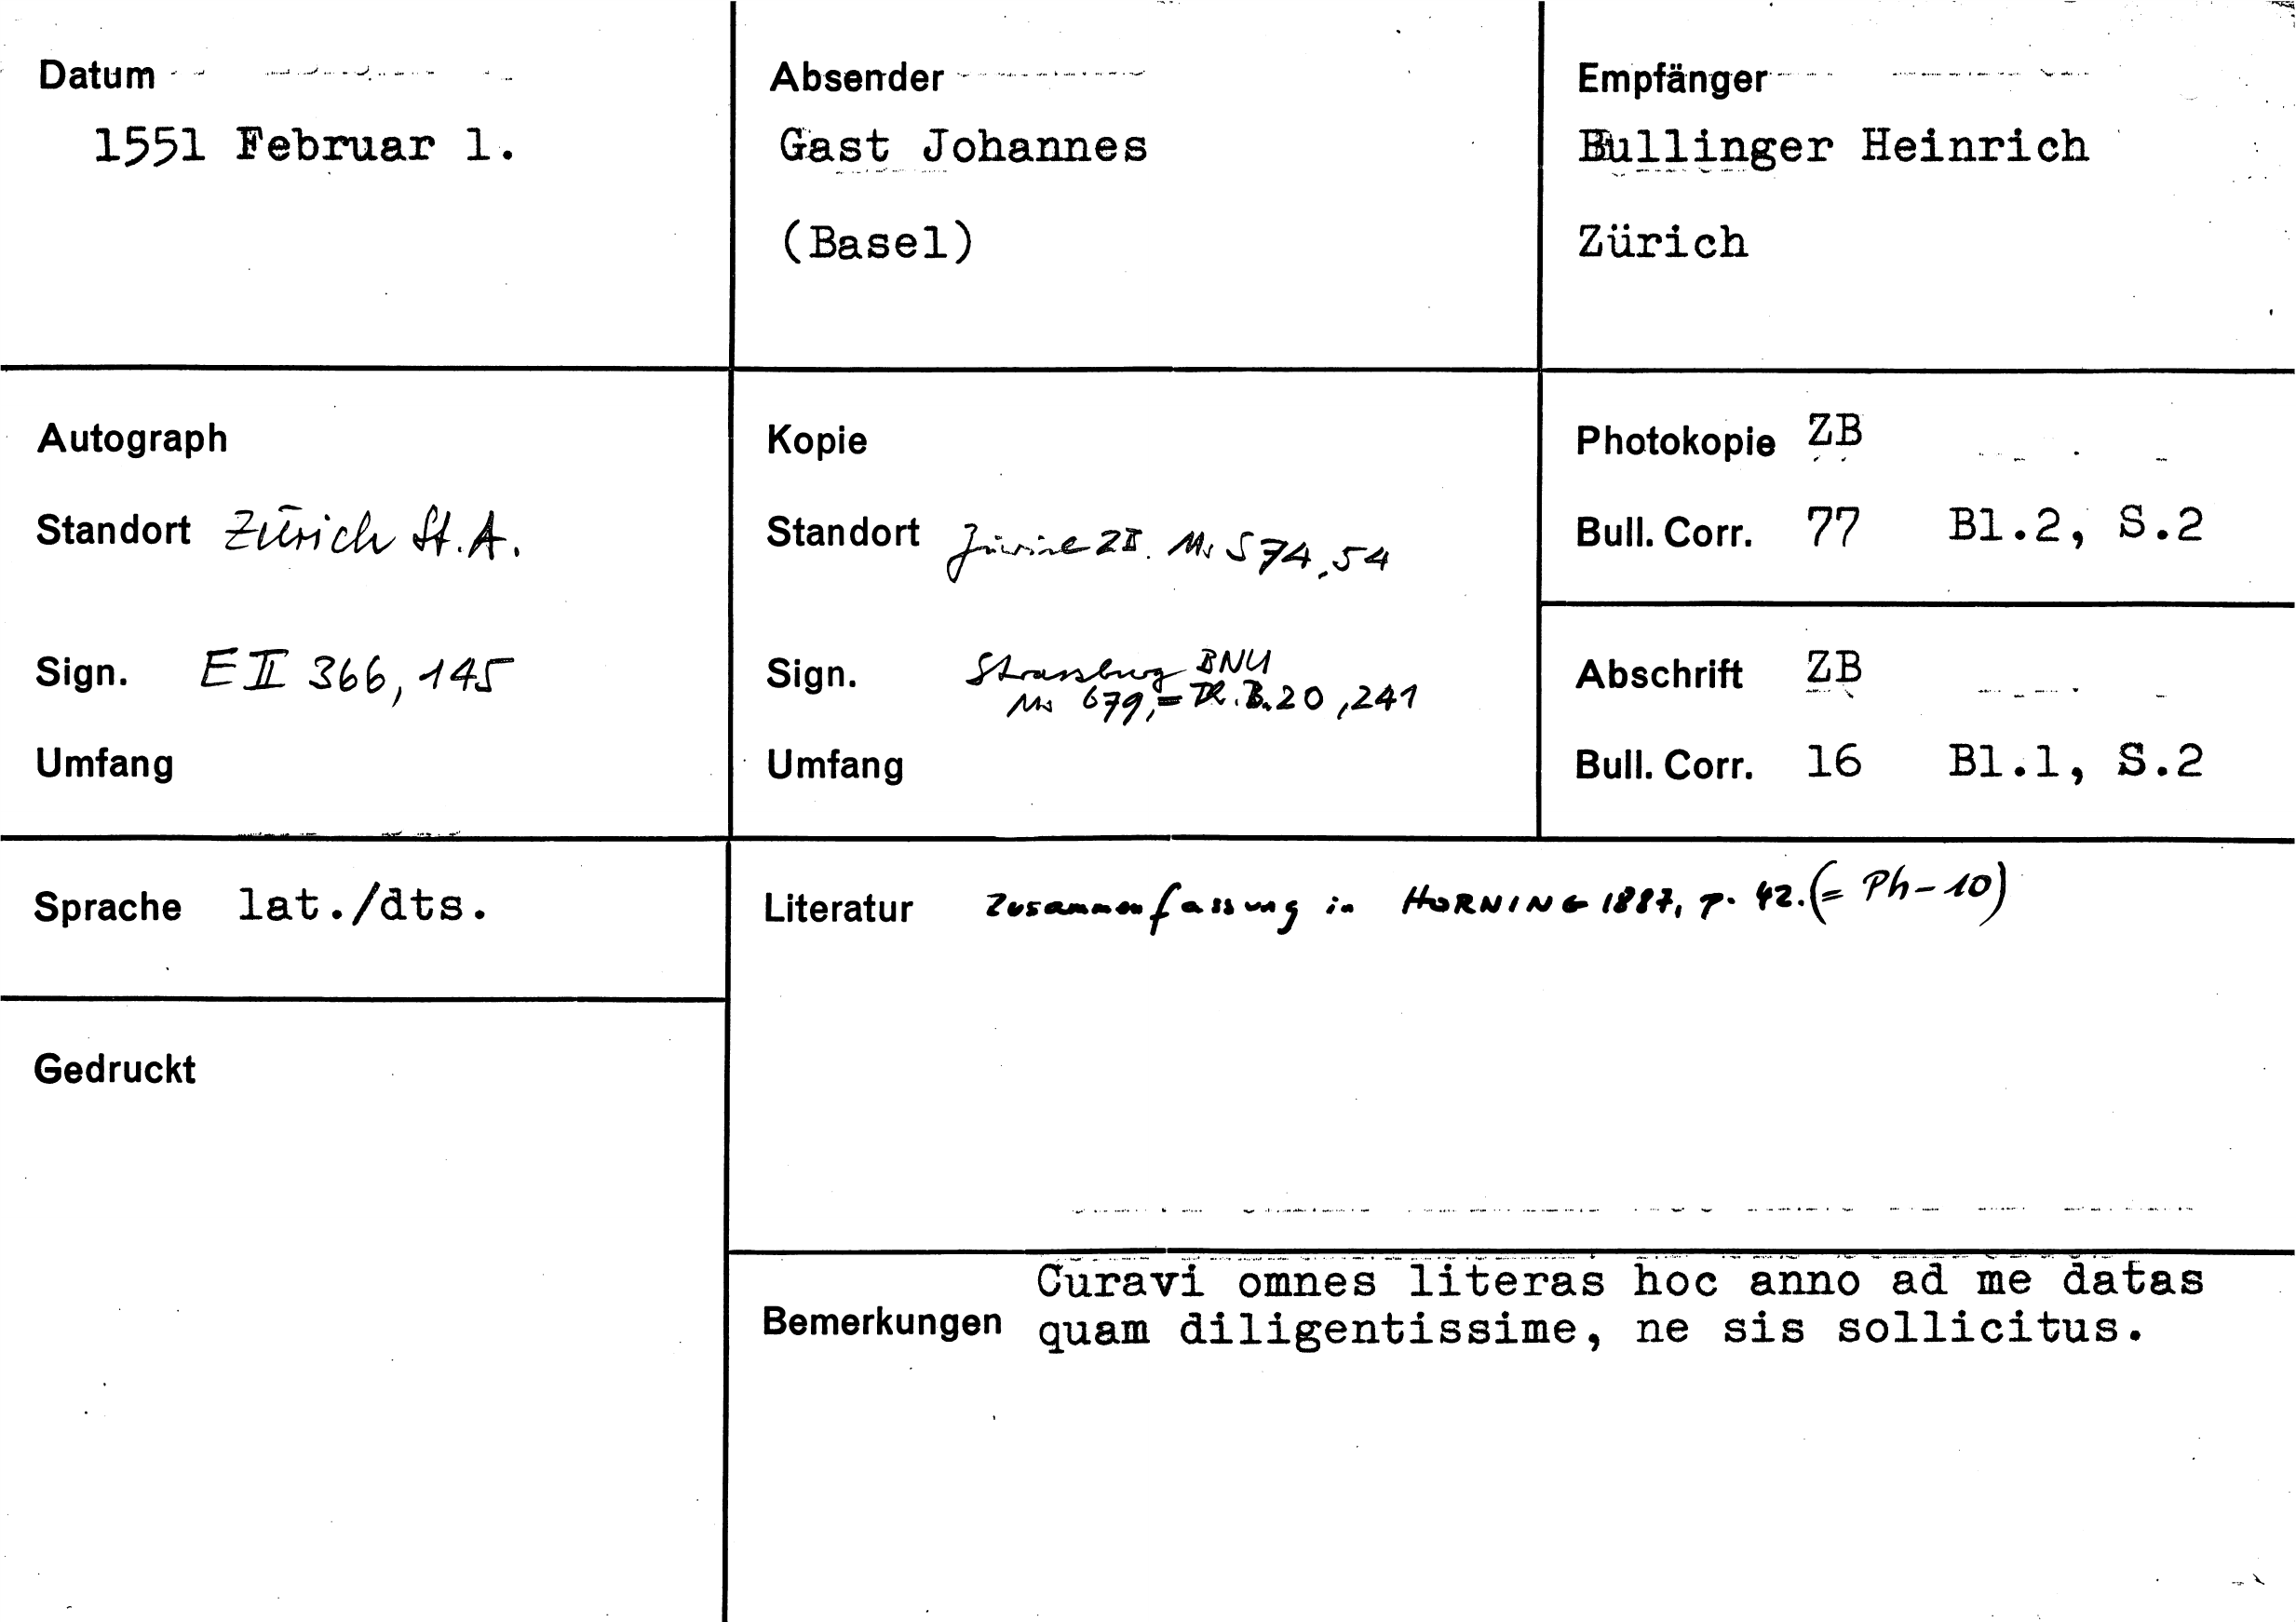 Datum
1551 Februar 1.
Absender
Gast Johannes
(Basel)
Empfänger
Bullinger Heinrich
Zürich
Autograph
Standort Zürich St.A.
Sign. E II 366, 145
Umfang
Kopie
Standort Zürich ZB. Ms S 74, 54
Sign. Strassburg BNU
Ms 679, = Th.B.20, 241
Umfang
Photokopie ZB
Bull. Corr. 77 Bl.2, S.2
Abschrift ZB
Bull. Corr. 16 Bl.1, S.2
Sprache lat./dts.
Gedruckt
Literatur Zusammenfassung in HORNING 1887, p. 42. (= Ph-10)
Bemerkungen
Curavi omnes literas hoc anno ad me datas
quam diligentissime, ne sis sollicitus.